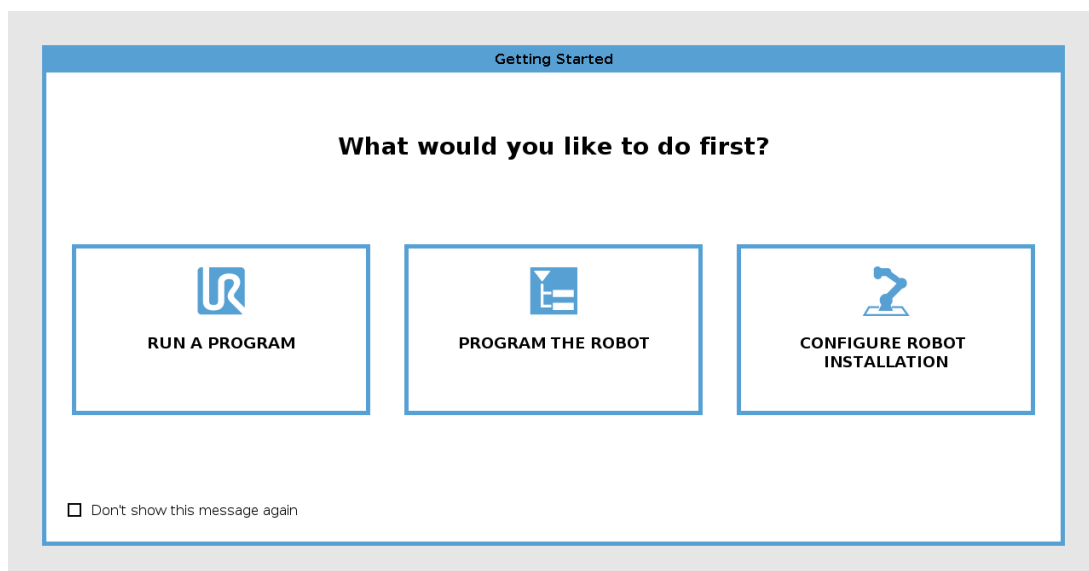 Getting Started
What would you like to do first?
RUN A PROGRAM
PROGRAM THE ROBOT
CONFIGURE ROBOT
INSTALLATION
Don't show this message again